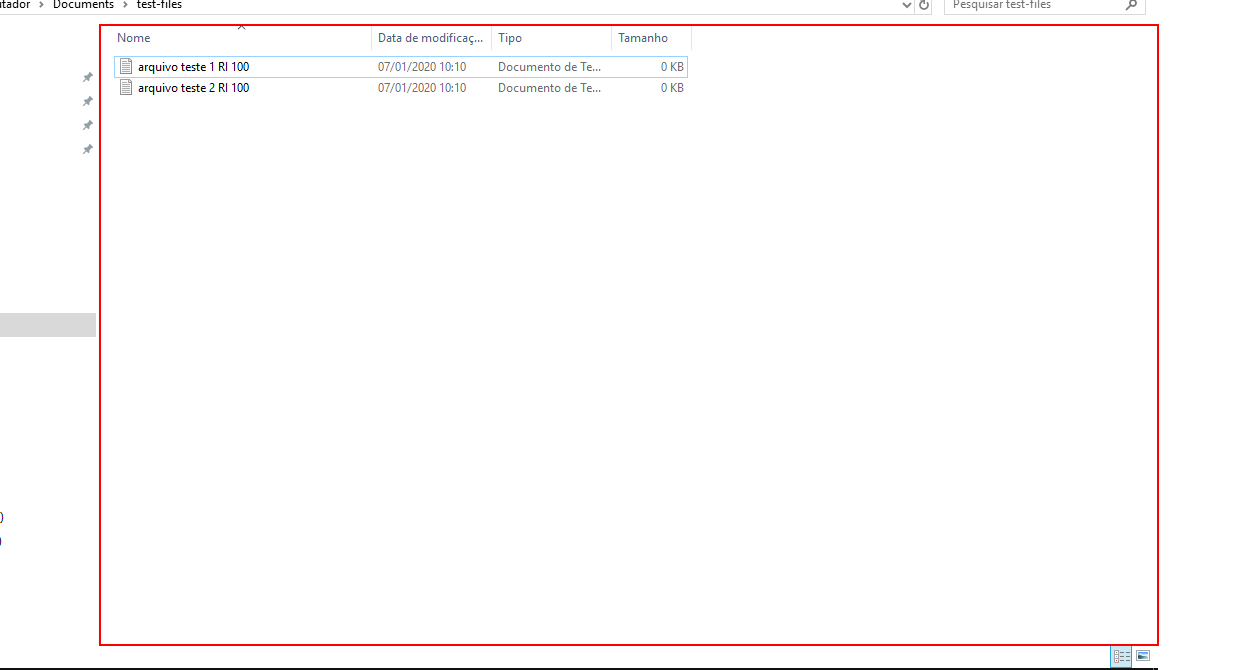 utador > Documents > test-files
Pesquisar test-files
Nome Data de modificaç... Tipo Tamanho
arquivo teste 1 RI 100 07/01/2020 10:10 Documento de Te... 0 KB
arquivo teste 2 RI 100 07/01/2020 10:10 Documento de Te... 0 KB
)
)